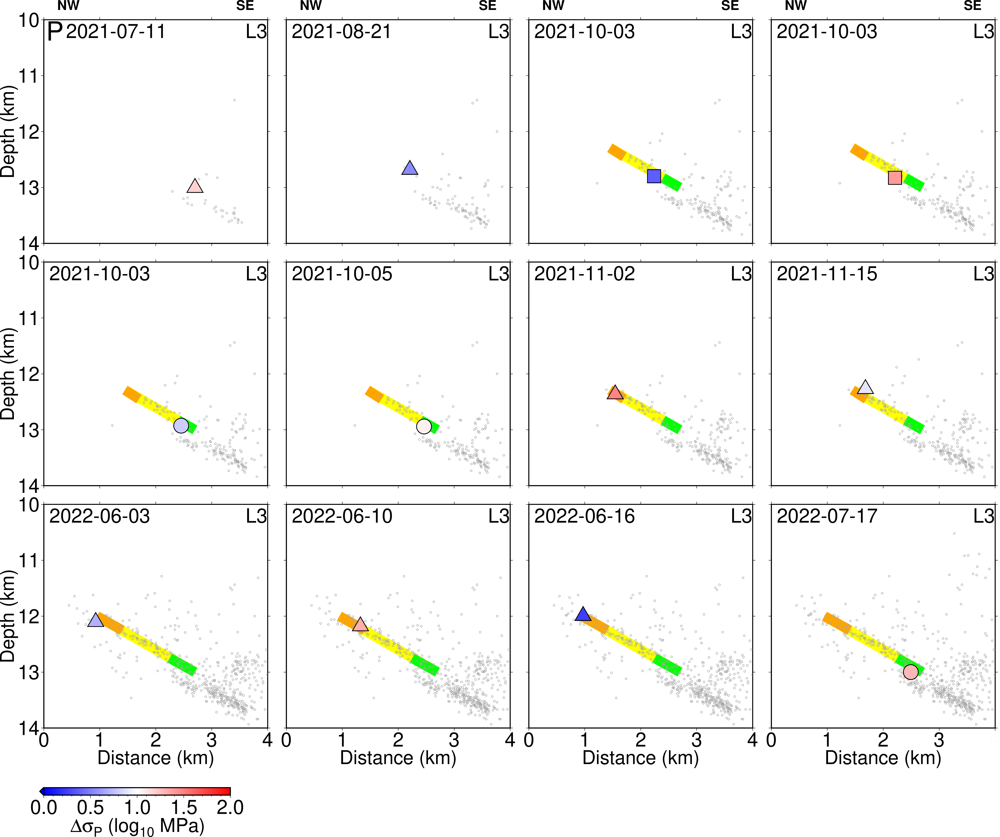 NW SE NW SE NW SE NW SE
10 P 2021-07-11 L3 2021-08-21 L3 2021-10-03 L3 2021-10-03 L3
11
Depth (km)
12
13
14
10 2021-10-03 L3 2021-10-05 L3 2021-11-02 L3 2021-11-15 L3
11
Depth (km)
12
13
14
10 2022-06-03 L3 2022-06-10 L3 2022-06-16 L3 2022-07-17 L3
11
Depth (km)
12
13
14
0 1 2 3 4 0 1 2 3 4 0 1 2 3 4 1 2 3
Distance (km) Distance (km) Distance (km) Distance (km)
0.0 0.5 1.0 1.5 2.0
ΔσP (log10 MPa)